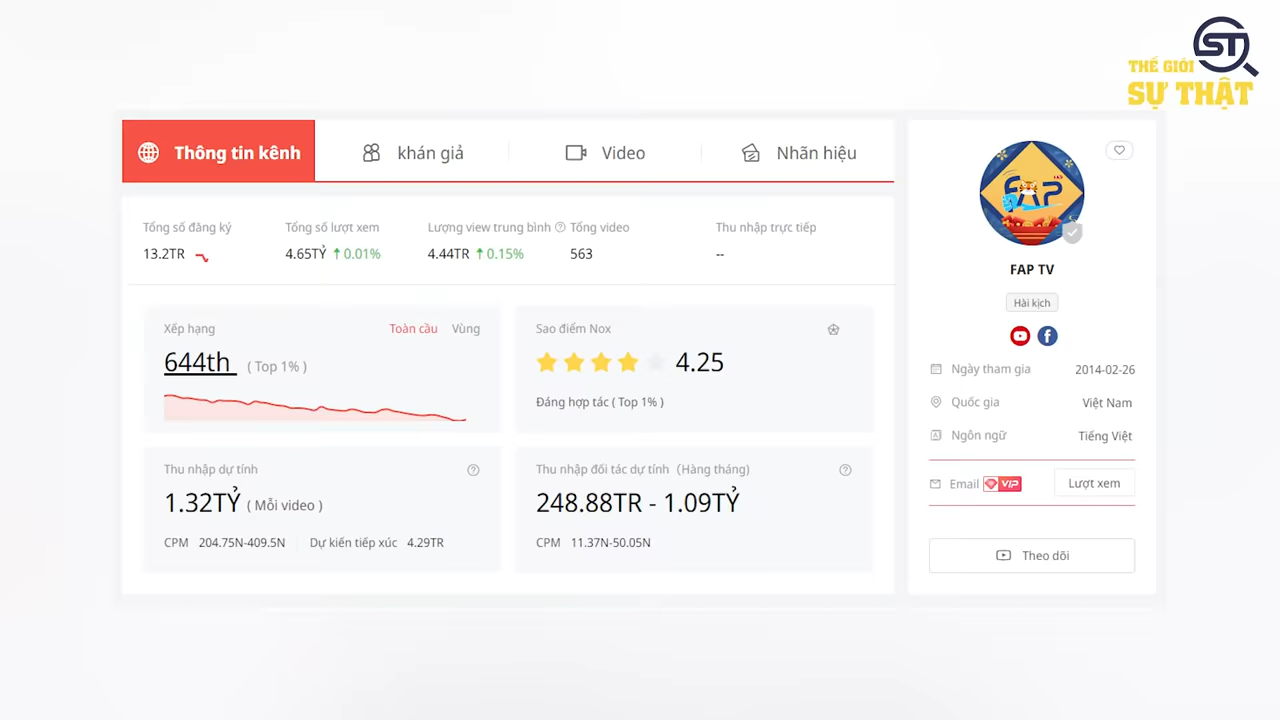 ST
THẾ GIỚI
SỰ THẬT
Thông tin kênh
khán giả
Video
Nhãn hiệu
Tổng số đăng ký
Tổng số lượt xem
Lượng view trung bình
Tổng video
Thu nhập trực tiếp
13.2TR
4.65TỶ 0.01%
4.44TR 0.15%
563
--
Xếp hạng
Toàn cầu
Vùng
644th ( Top 1% )
Sao điểm Nox
4.25
Đáng hợp tác ( Top 1% )
Thu nhập dự tính
1.32TỶ ( Mỗi video )
CPM 204.75N-409.5N Dự kiến tiếp xúc 4.29TR
Thu nhập đối tác dự tính (Hàng tháng)
248.88TR - 1.09TỶ
CPM 11.37N-50.05N
FAP
FAP TV
Hài kịch
Ngày tham gia 2014-02-26
Quốc gia Việt Nam
Ngôn ngữ Tiếng Việt
Email VIP Lượt xem
Theo dõi